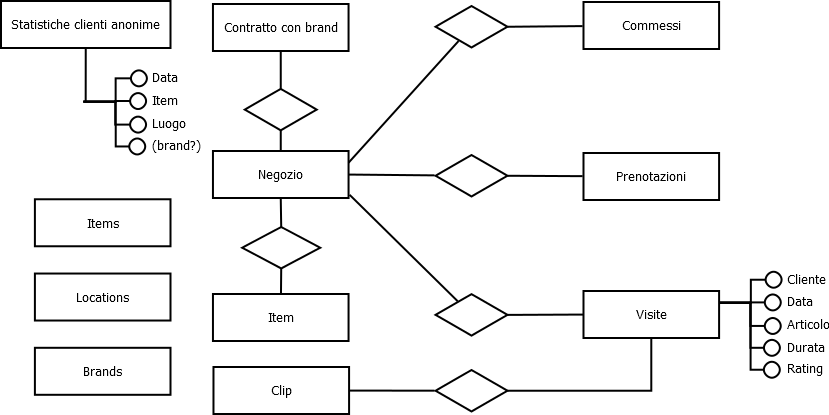 Statistiche clienti anonime
Contratto con brand
Commessi
Data
Item
Luogo
(brand?)
Negozio
Prenotazioni
Items
Locations
Item
Visite
Cliente
Data
Articolo
Durata
Rating
Brands
Clip